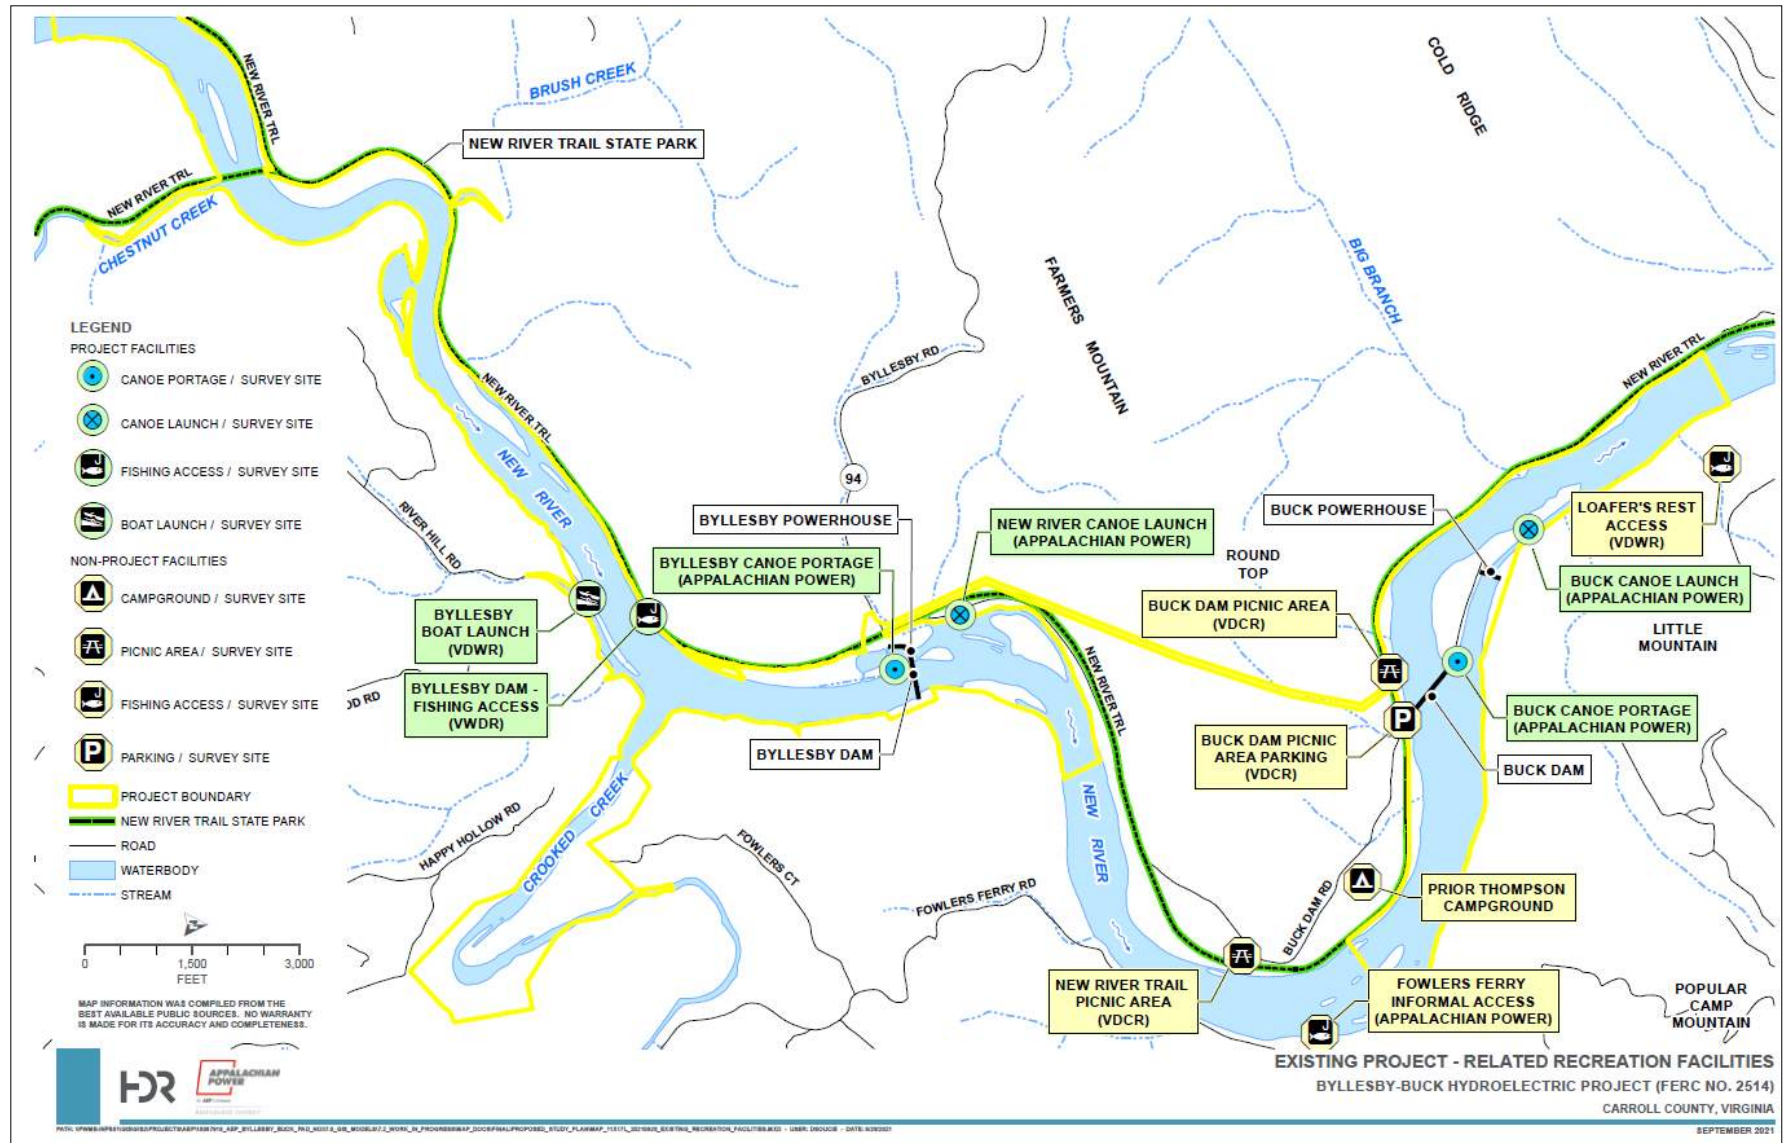 NEW RIVER TRL
BRUSH CREEK
NEW RIVER TRAIL STATE PARK
NEW RIVER TRL
CHESTNUT CREEK
COLD
RIDGE
BIG BRANCH
FARMERS
MOUNTAIN
BYLLESBY RD
NEW RIVER TRL
NEW RIVER TRL
NEW
RIVER
94
RIVER HILL RD
BYLLESBY POWERHOUSE
NEW RIVER CANOE LAUNCH
(APPALACHIAN POWER)
BYLLESBY CANOE PORTAGE
(APPALACHIAN POWER)
ROUND
TOP
BUCK POWERHOUSE
LOAFER'S REST
ACCESS
(VDWR)
BUCK CANOE LAUNCH
(APPALACHIAN POWER)
BUCK DAM PICNIC AREA
(VDCR)
LITTLE
MOUNTAIN
BYLLESBY
BOAT LAUNCH
(VDWR)
BYLLESBY DAM -
FISHING ACCESS
(VWDR)
OD RD
NEW RIVER TRL
BUCK CANOE PORTAGE
(APPALACHIAN POWER)
BUCK DAM PICNIC
AREA PARKING
(VDCR)
P
BYLLESBY DAM
BUCK DAM
HAPPY HOLLOW RD
CROOKED CREEK
FOWLERS CT
NEW
RIVER
FOWLERS FERRY RD
BUCK DAM RD
PRIOR THOMPSON
CAMPGROUND
NEW RIVER TRAIL
PICNIC AREA
(VDCR)
FOWLERS FERRY
INFORMAL ACCESS
(APPALACHIAN POWER)
POPULAR
CAMP
MOUNTAIN
LEGEND
PROJECT FACILITIES
CANOE PORTAGE / SURVEY SITE
CANOE LAUNCH / SURVEY SITE
FISHING ACCESS / SURVEY SITE
BOAT LAUNCH / SURVEY SITE
NON-PROJECT FACILITIES
CAMPGROUND / SURVEY SITE
PICNIC AREA / SURVEY SITE
FISHING ACCESS / SURVEY SITE
P PARKING / SURVEY SITE
PROJECT BOUNDARY
NEW RIVER TRAIL STATE PARK
ROAD
WATERBODY
STREAM
Z
0 1,500 3,000
FEET
MAP INFORMATION WAS COMPILED FROM THE
BEST AVAILABLE PUBLIC SOURCES. NO WARRANTY
IS MADE FOR ITS ACCURACY AND COMPLETENESS.
HDR
APPALACHIAN
POWER
EXISTING PROJECT - RELATED RECREATION FACILITIES
BYLLESBY-BUCK HYDROELECTRIC PROJECT (FERC NO. 2514)
CARROLL COUNTY, VIRGINIA
SEPTEMBER 2021